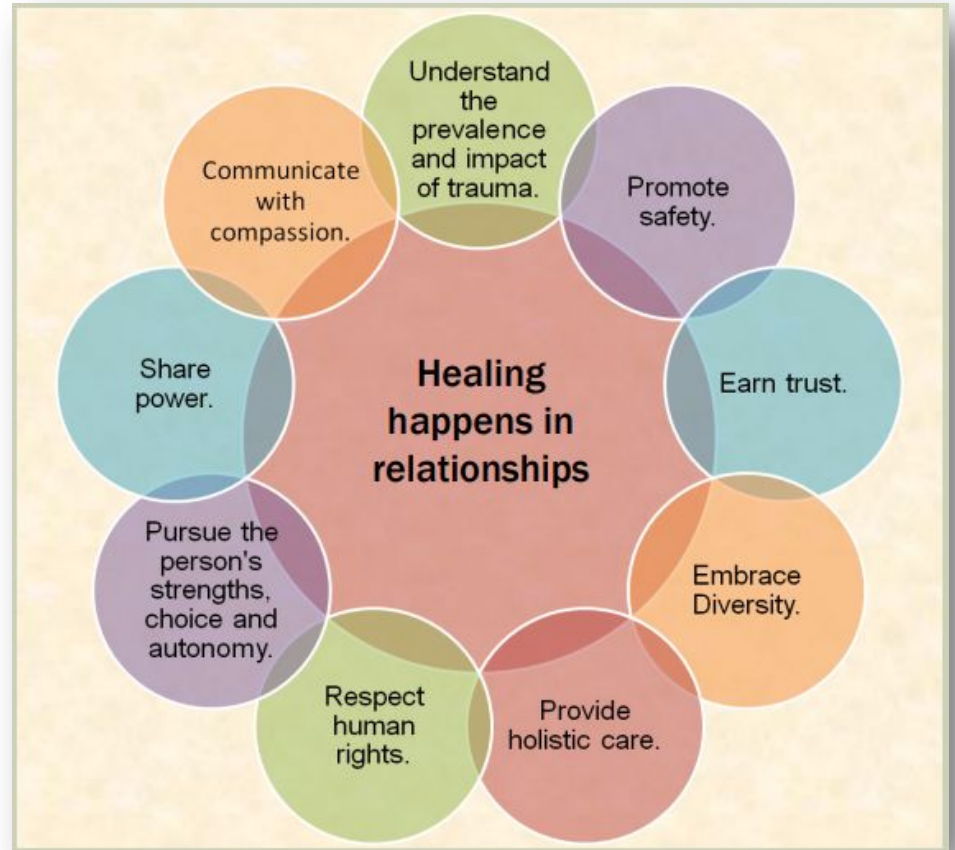 Understand
the
prevalence
and impact
of trauma.
Promote
safety.
Earn trust.
Embrace
Diversity.
Provide
holistic care.
Respect
human
rights.
Pursue the
person's
strengths,
choice and
autonomy.
Share
power.
Communicate
with
compassion.
Healing
happens in
relationships